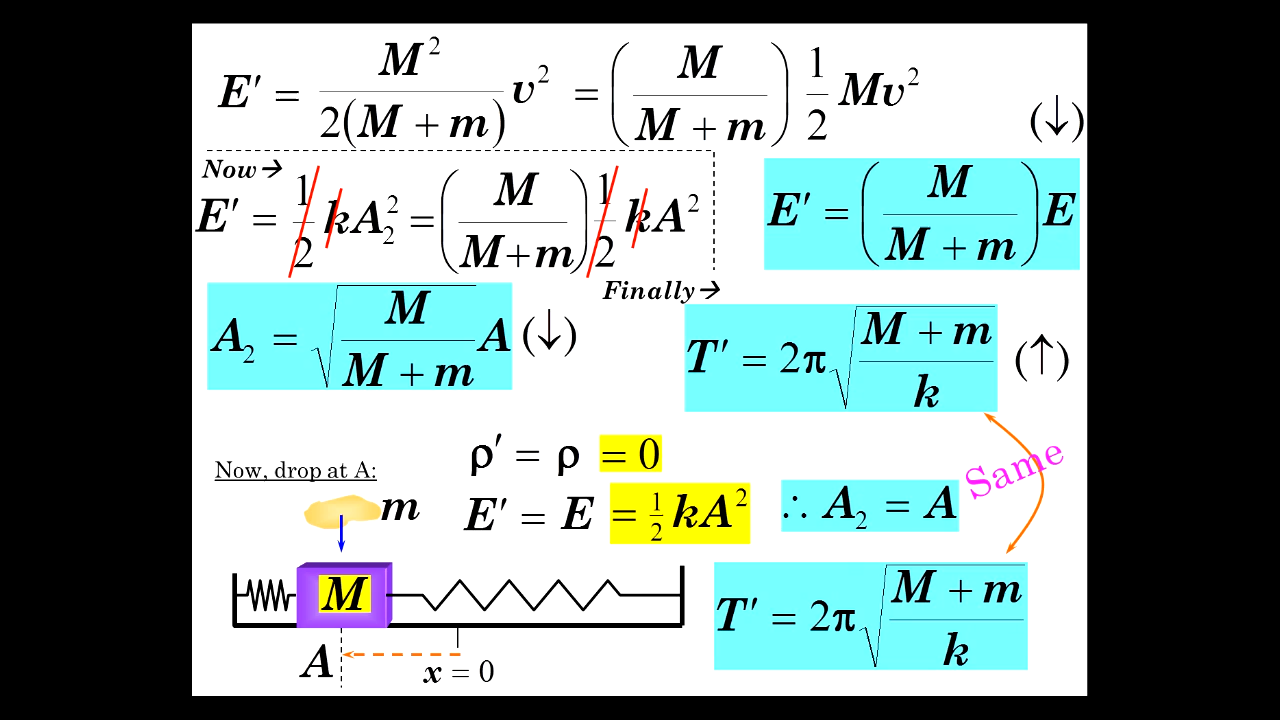 E′ = M² / 2(M + m) v² = (M / M + m) 1/2 Mv² (↓)
Now→
E′ = 1/2 kA₂² = (M / M+m) 1/2 kA²
E′ = (M / M + m) E
Finally→
A₂ = √(M / M + m) A (↓)
T′ = 2π√(M + m / k) (↑)
Same
Now, drop at A:
m
ρ′ = ρ = 0
E′ = E = ½ kA²
∴ A₂ = A
M
T′ = 2π√(M + m / k)
A
x = 0